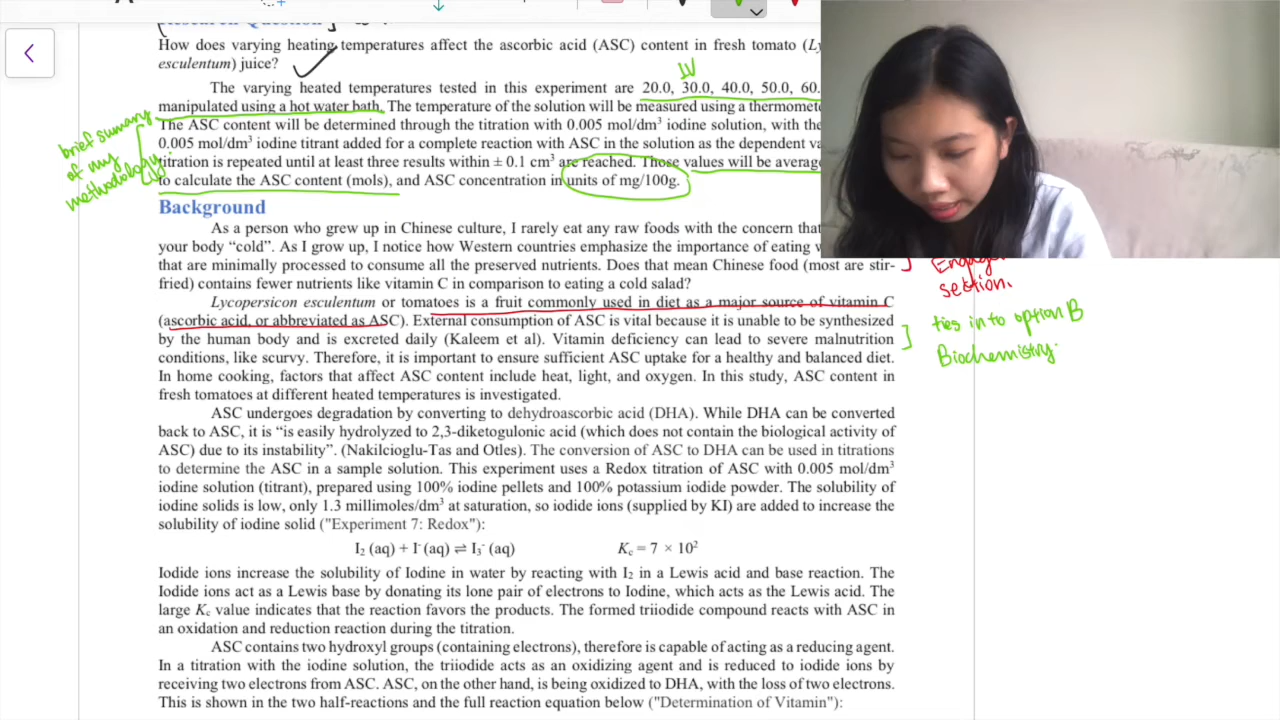 Research Question
How does varying heating temperatures affect the ascorbic acid (ASC) content in fresh tomato
esculentum) juice?
IV
The varying heated temperatures tested in this experiment are 20.0, 30.0, 40.0, 50.0, 60.
manipulated using a hot water bath. The temperature of the solution will be measured using a
The ASC content will be determined through the titration with 0.005 mol/dm³ iodine solution, with the
0.005 mol/dm³ iodine titrant added for a complete reaction with ASC in the solution as the dependent
titration is repeated until at least three results within ± 0.1 cm³ are reached. Those values will be
to calculate the ASC content (mols), and ASC concentration in units of mg/100g.
brief sumary
of my
methodology.
Background
As a person who grew up in Chinese culture, I rarely eat any raw foods with the concern that
your body “cold”. As I grow up, I notice how Western countries emphasize the importance of eating
that are minimally processed to consume all the preserved nutrients. Does that mean Chinese food (most are stir-
fried) contains fewer nutrients like vitamin C in comparison to eating a cold salad?
section.
Lycopersicon esculentum or tomatoes is a fruit commonly used in diet as a major source of vitamin C
(ascorbic acid, or abbreviated as ASC). External consumption of ASC is vital because it is unable to be synthesized
by the human body and is excreted daily (Kaleem et al). Vitamin deficiency can lead to severe malnutrition
conditions, like scurvy. Therefore, it is important to ensure sufficient ASC uptake for a healthy and balanced diet.
In home cooking, factors that affect ASC content include heat, light, and oxygen. In this study, ASC content in
fresh tomatoes at different heated temperatures is investigated.
ties into option B
Biochemistry.
ASC undergoes degradation by converting to dehydroascorbic acid (DHA). While DHA can be converted
back to ASC, it is “is easily hydrolyzed to 2,3-diketogulonic acid (which does not contain the biological activity of
ASC) due to its instability”. (Nakilcioglu-Tas and Otles). The conversion of ASC to DHA can be used in titrations
to determine the ASC in a sample solution. This experiment uses a Redox titration of ASC with 0.005 mol/dm³
iodine solution (titrant), prepared using 100% iodine pellets and 100% potassium iodide powder. The solubility of
iodine solids is low, only 1.3 millimoles/dm³ at saturation, so iodide ions (supplied by KI) are added to increase the
solubility of iodine solid ("Experiment 7: Redox"):
I₂ (aq) + I⁻ (aq) ⇌ I₃⁻ (aq) K꜀ = 7 × 10²
Iodide ions increase the solubility of Iodine in water by reacting with I₂ in a Lewis acid and base reaction. The
Iodide ions act as a Lewis base by donating its lone pair of electrons to Iodine, which acts as the Lewis acid. The
large K꜀ value indicates that the reaction favors the products. The formed triiodide compound reacts with ASC in
an oxidation and reduction reaction during the titration.
ASC contains two hydroxyl groups (containing electrons), therefore is capable of acting as a reducing agent.
In a titration with the iodine solution, the triiodide acts as an oxidizing agent and is reduced to iodide ions by
receiving two electrons from ASC. ASC, on the other hand, is being oxidized to DHA, with the loss of two electrons.
This is shown in the two half-reactions and the full reaction equation below ("Determination of Vitamin"):